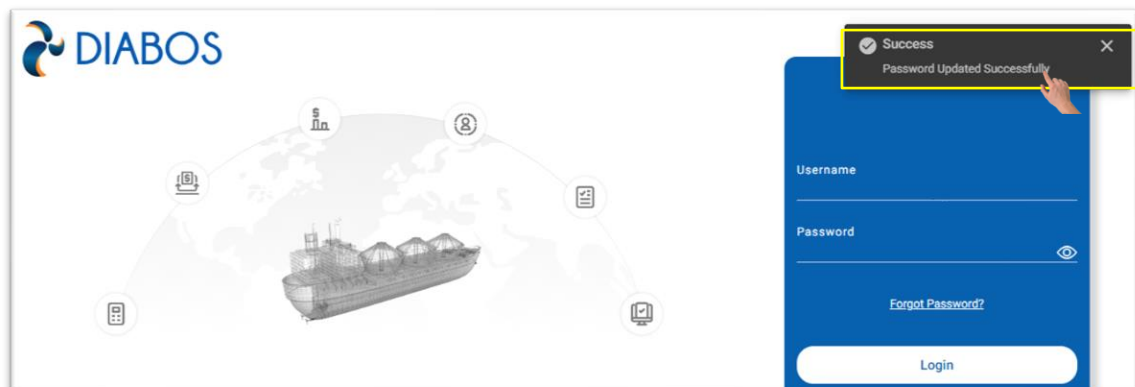 DIABOS
Success
Password Updated Successfully
Username
Password
Forgot Password?
Login